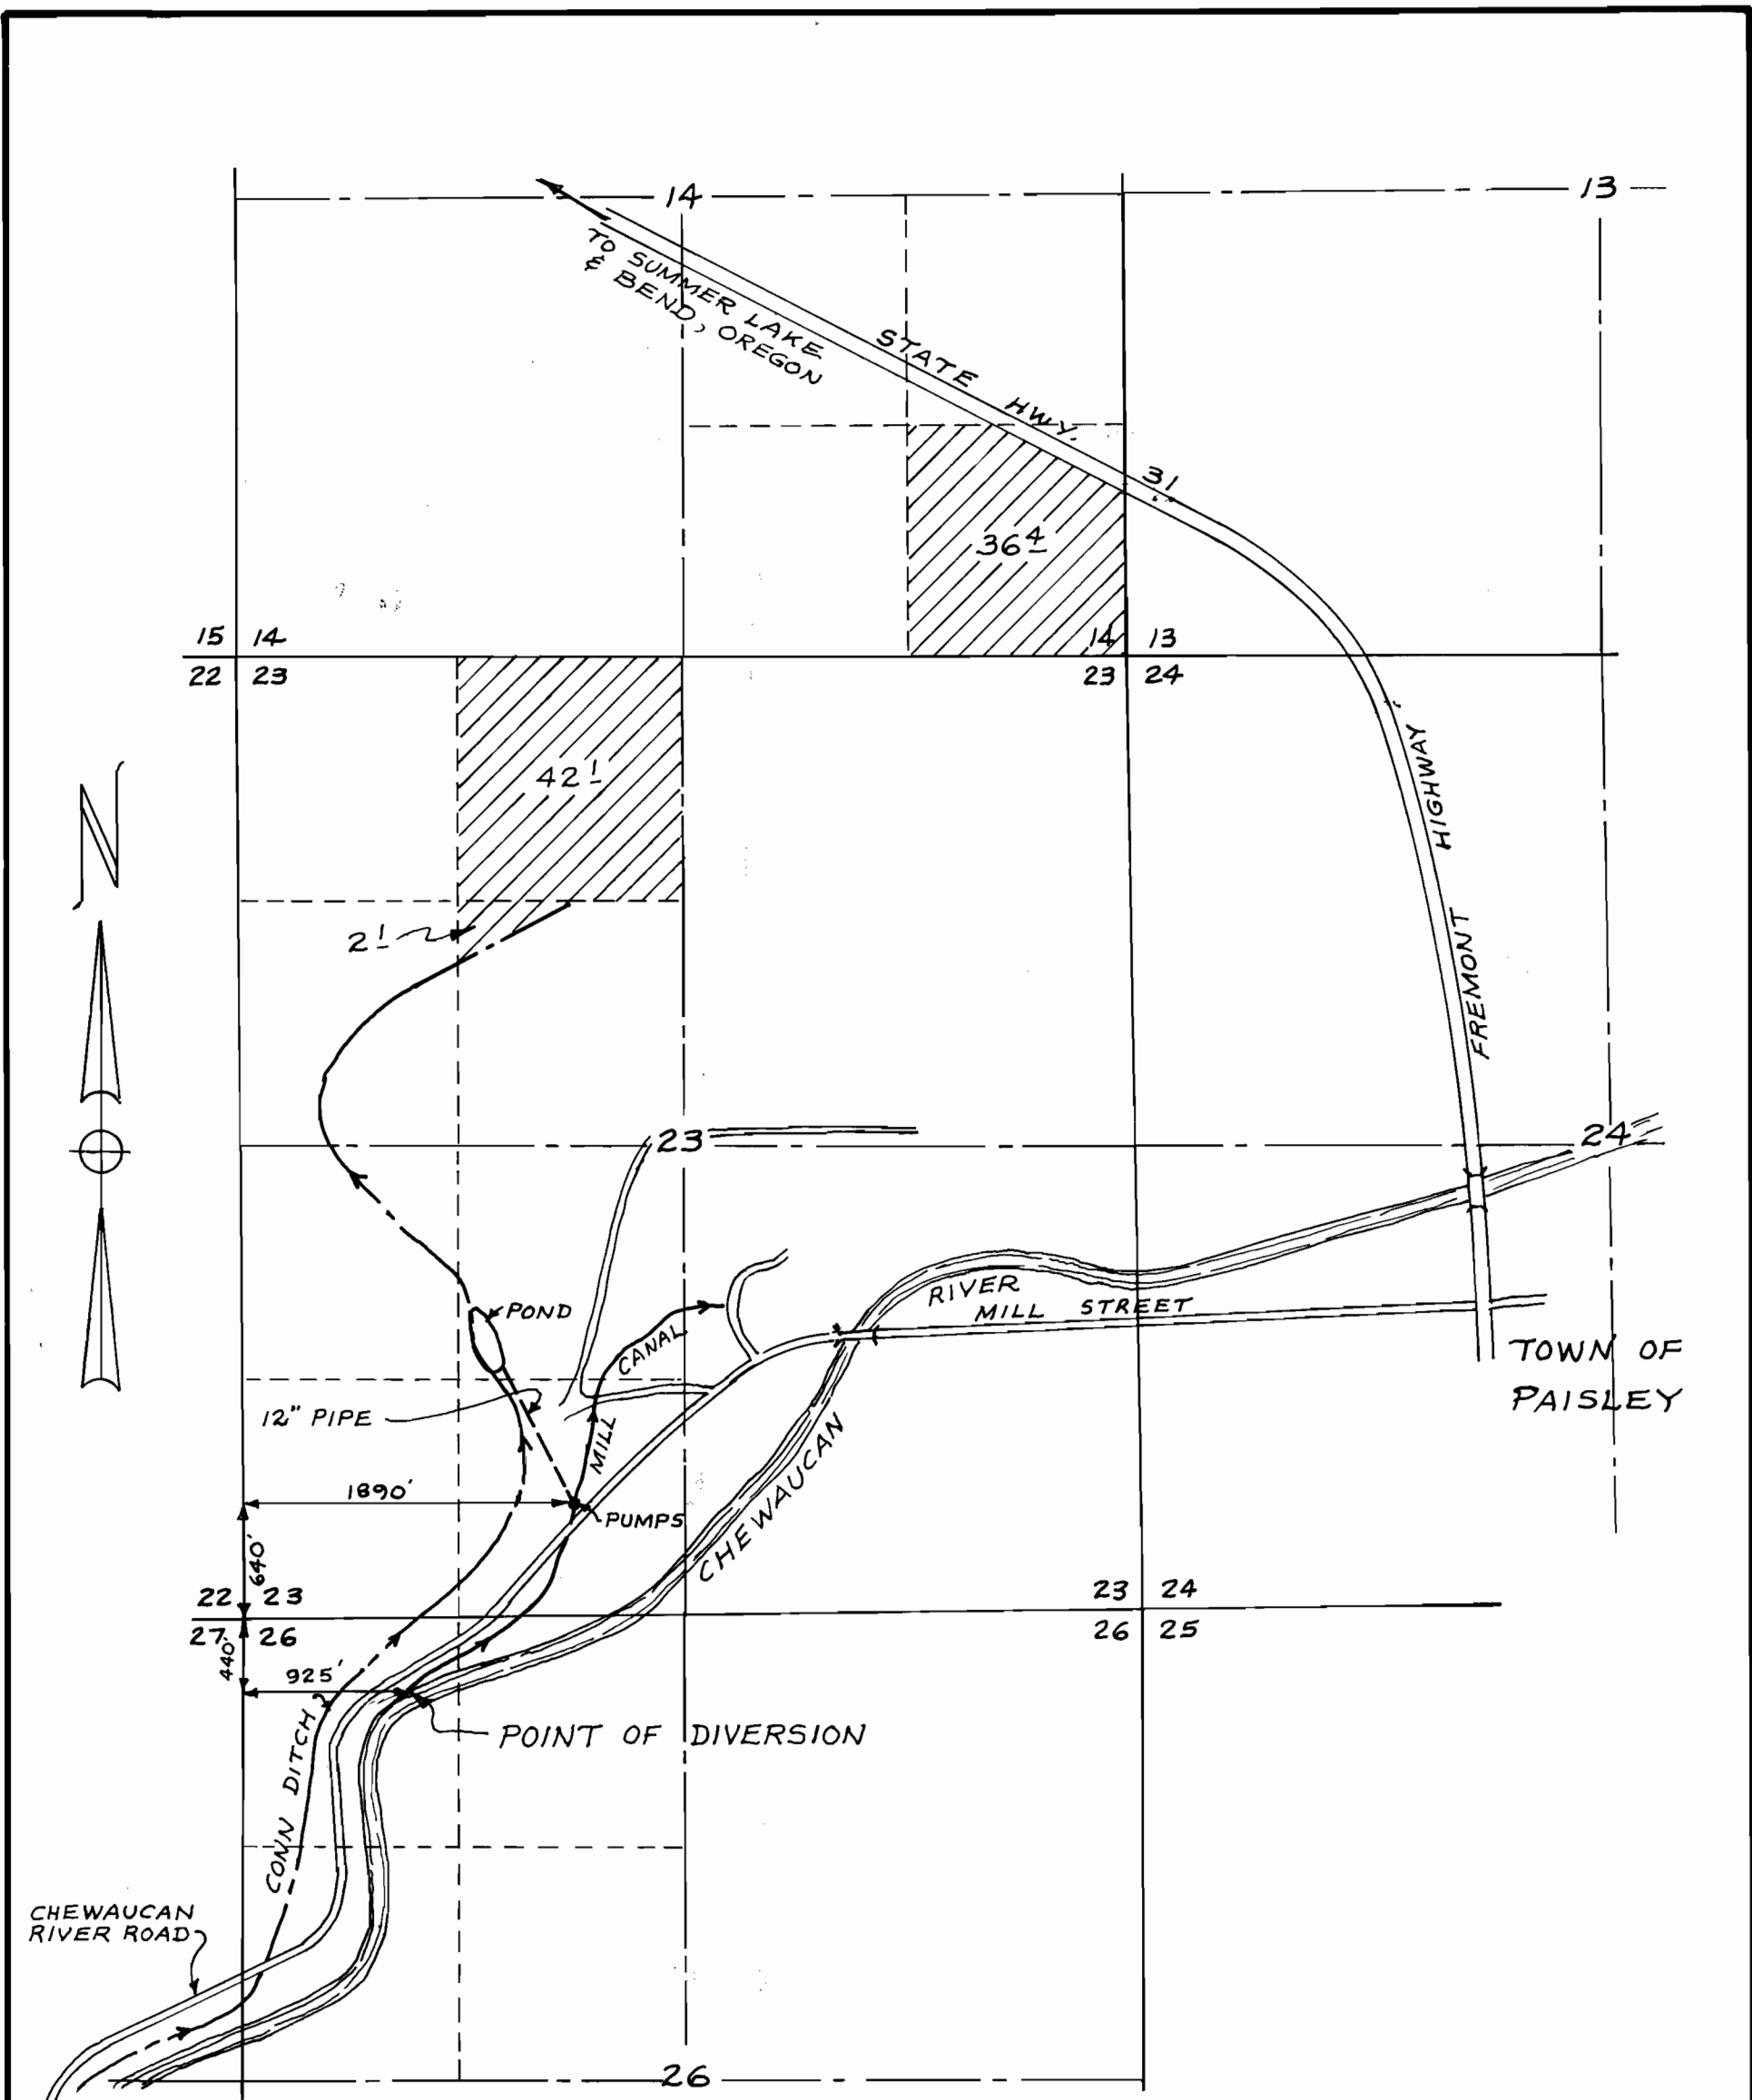 14
13
TO SUMMER LAKE
& BEND, OREGON
STATE HWY. 31
36 4
15 14
14 13
22 23
23 24
42 1
N
2 1
HIGHWAY
FREMONT
23
24
POND
CANAL
RIVER
MILL STREET
TOWN OF
PAISLEY
12" PIPE
MILL
CHEWAUCAN
1890'
PUMPS
640'
22 23
23 24
27 26
26 25
440'
925'
POINT OF DIVERSION
CONN DITCH
CHEWAUCAN
RIVER ROAD
26